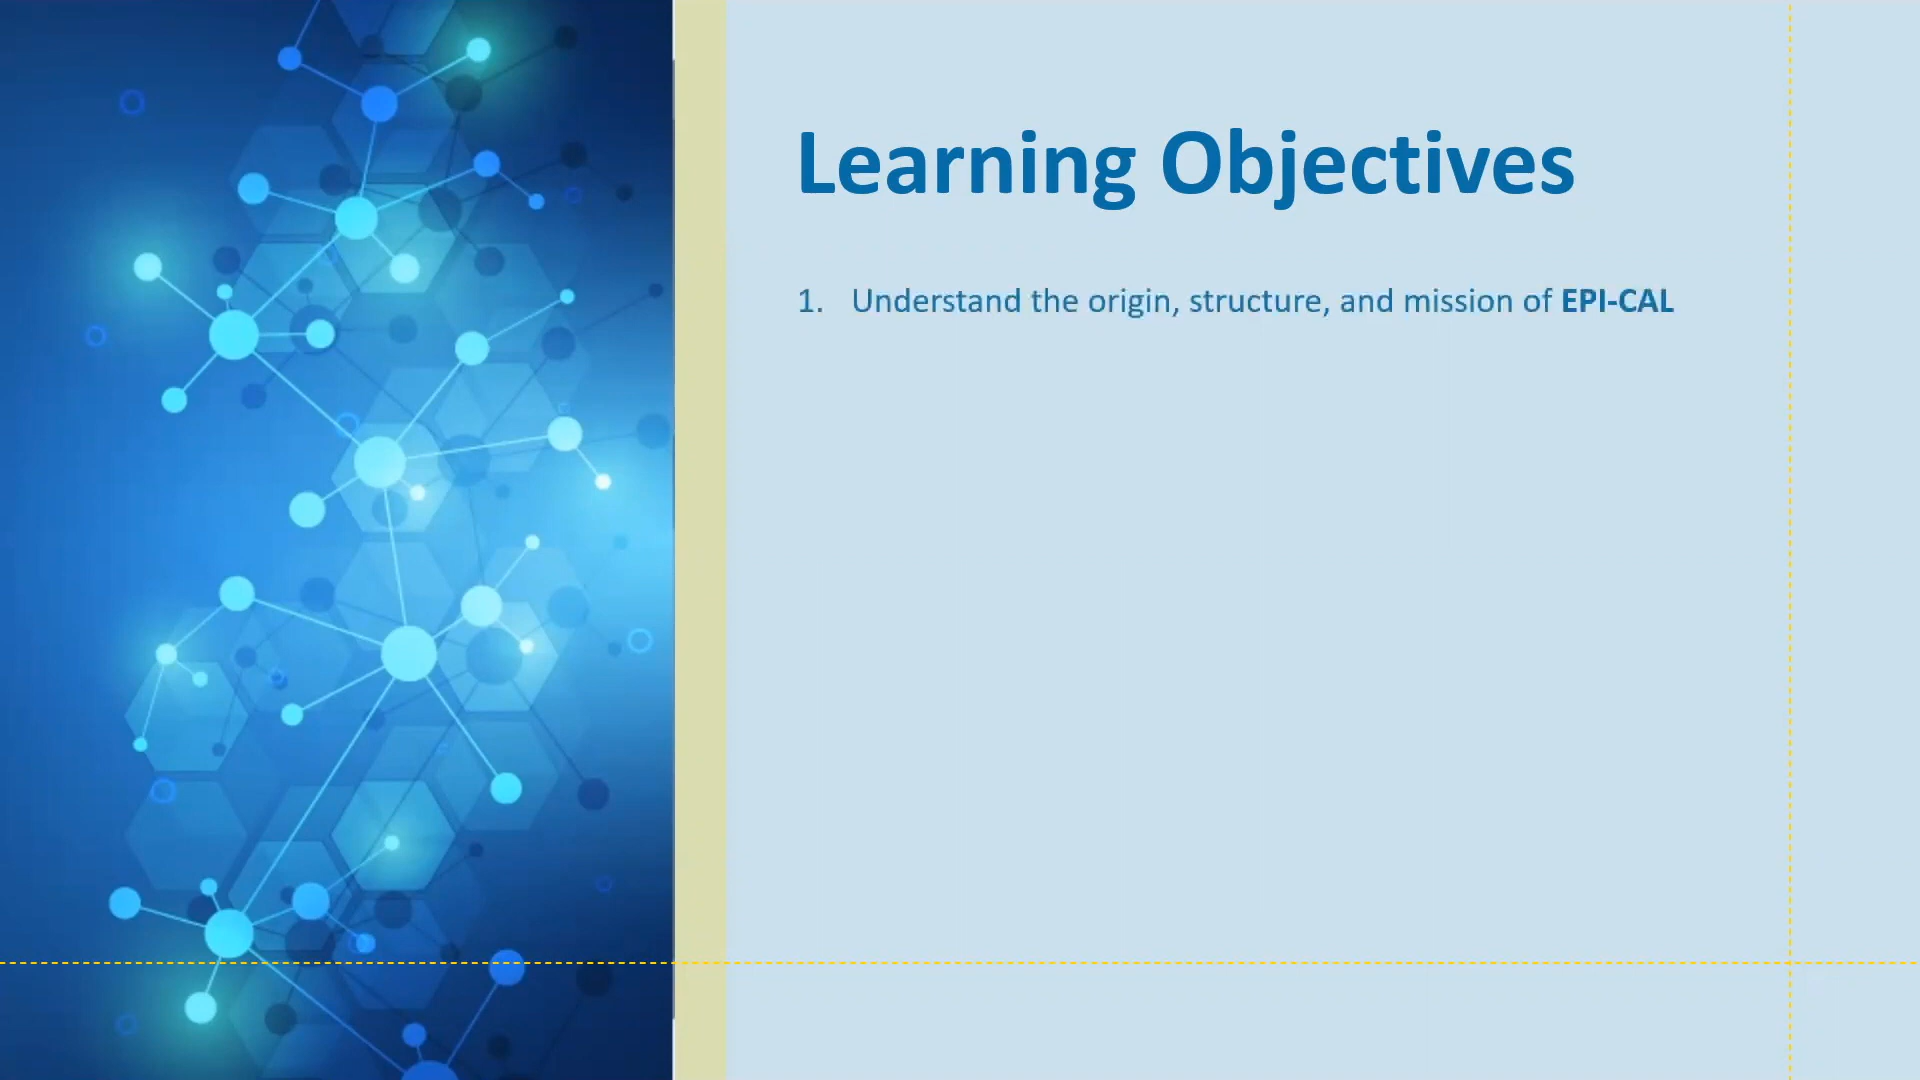 Learning Objectives
1. Understand the origin, structure, and mission of EPI-CAL